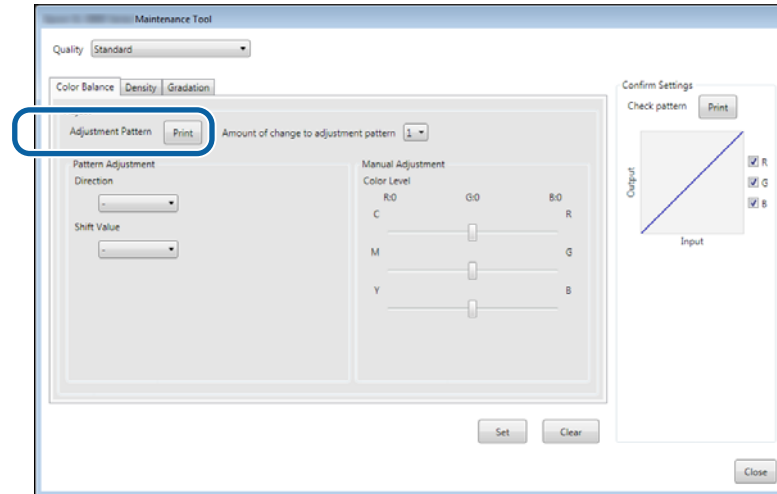 Maintenance Tool
Quality Standard
Color Balance Density Gradation
Adjustment Pattern Print Amount of change to adjustment pattern 1
Pattern Adjustment
Direction
-
Shift Value
-
Manual Adjustment
Color Level
R:0 G:0 B:0
C R
M G
Y B
Set Clear
Confirm Settings
Check pattern Print
Output
R
G
B
Input
Close